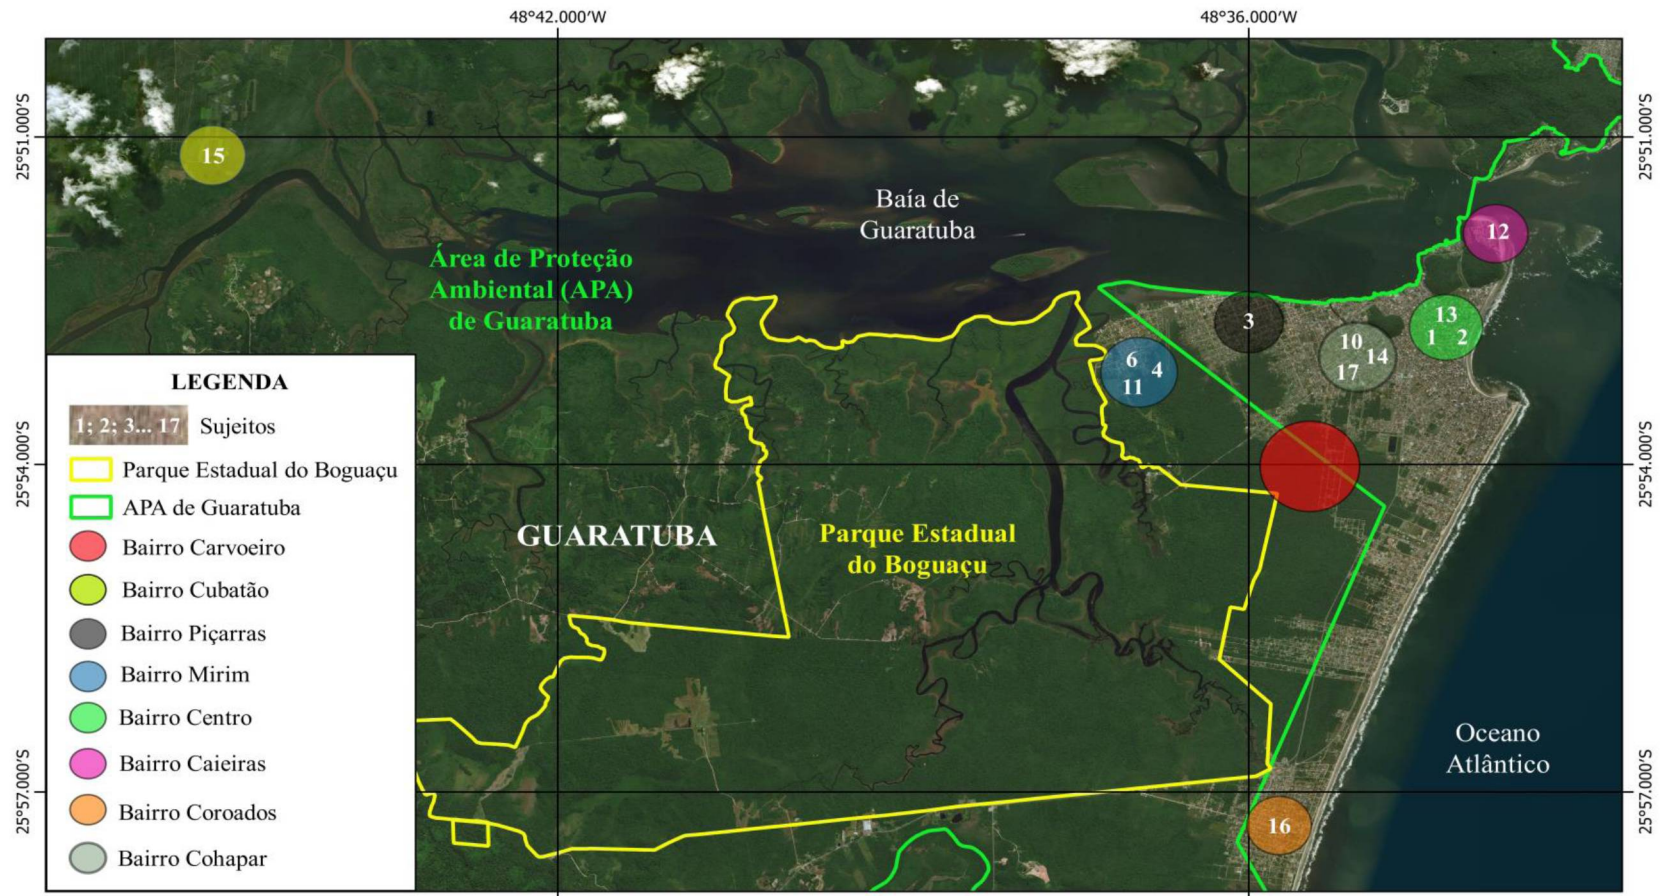 48°42.000'W
48°36.000'W
25°51.000'S
25°51.000'S
15
Baía de
Guaratuba
12
Área de Proteção
Ambiental (APA)
de Guaratuba
3
13
1 2
10
14
17
6
4
11
LEGENDA
1; 2; 3... 17 Sujeitos
Parque Estadual do Boguaçu
APA de Guaratuba
Bairro Carvoeiro
Bairro Cubatão
Bairro Piçarras
Bairro Mirim
Bairro Centro
Bairro Caieiras
Bairro Coroados
Bairro Cohapar
25°54.000'S
25°54.000'S
GUARATUBA
Parque Estadual
do Boguaçu
Oceano
Atlântico
25°57.000'S
25°57.000'S
16